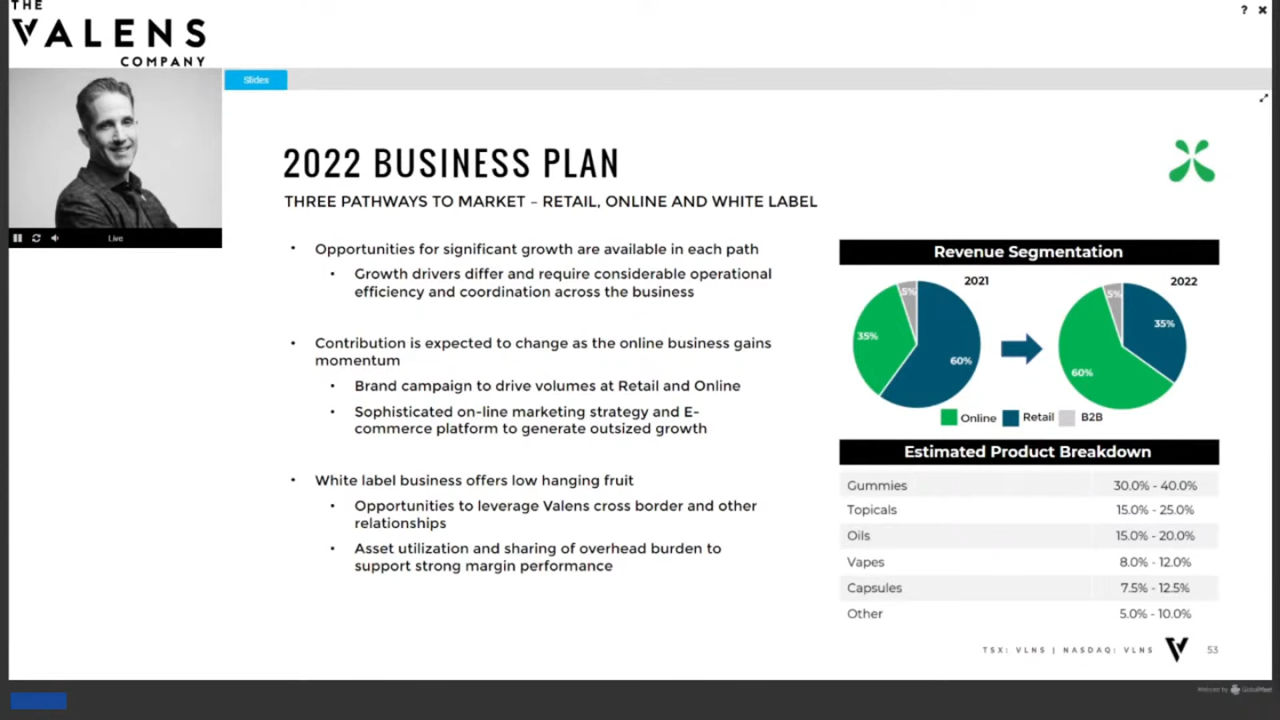 THE
VALENS
COMPANY
? ×
Slides
Live
2022 BUSINESS PLAN
THREE PATHWAYS TO MARKET – RETAIL, ONLINE AND WHITE LABEL
• Opportunities for significant growth are available in each path
• Growth drivers differ and require considerable operational
efficiency and coordination across the business
• Contribution is expected to change as the online business gains
momentum
• Brand campaign to drive volumes at Retail and Online
• Sophisticated on-line marketing strategy and E-
commerce platform to generate outsized growth
• White label business offers low hanging fruit
• Opportunities to leverage Valens cross border and other
relationships
• Asset utilization and sharing of overhead burden to
support strong margin performance
Revenue Segmentation
2021
5%
35%
60%
2022
5%
35%
60%
Online Retail B2B
Estimated Product Breakdown
Gummies 30.0% - 40.0%
Topicals 15.0% - 25.0%
Oils 15.0% - 20.0%
Vapes 8.0% - 12.0%
Capsules 7.5% - 12.5%
Other 5.0% - 10.0%
TSX: VLNS | NASDAQ: VLNS 53
Webcast by GlobalMeet